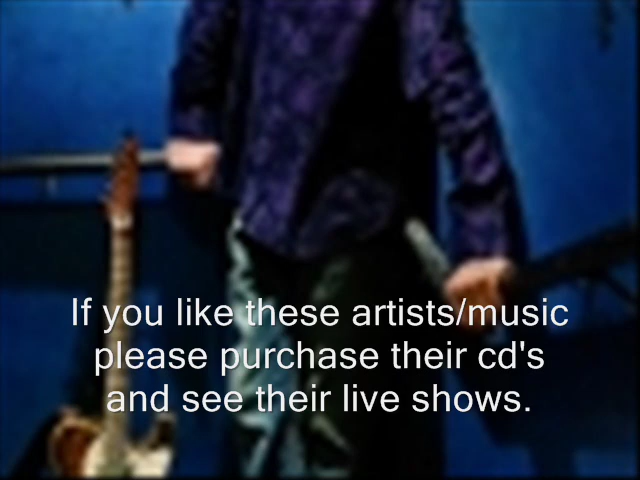 If you like these artists/music
please purchase their cd's
and see their live shows.